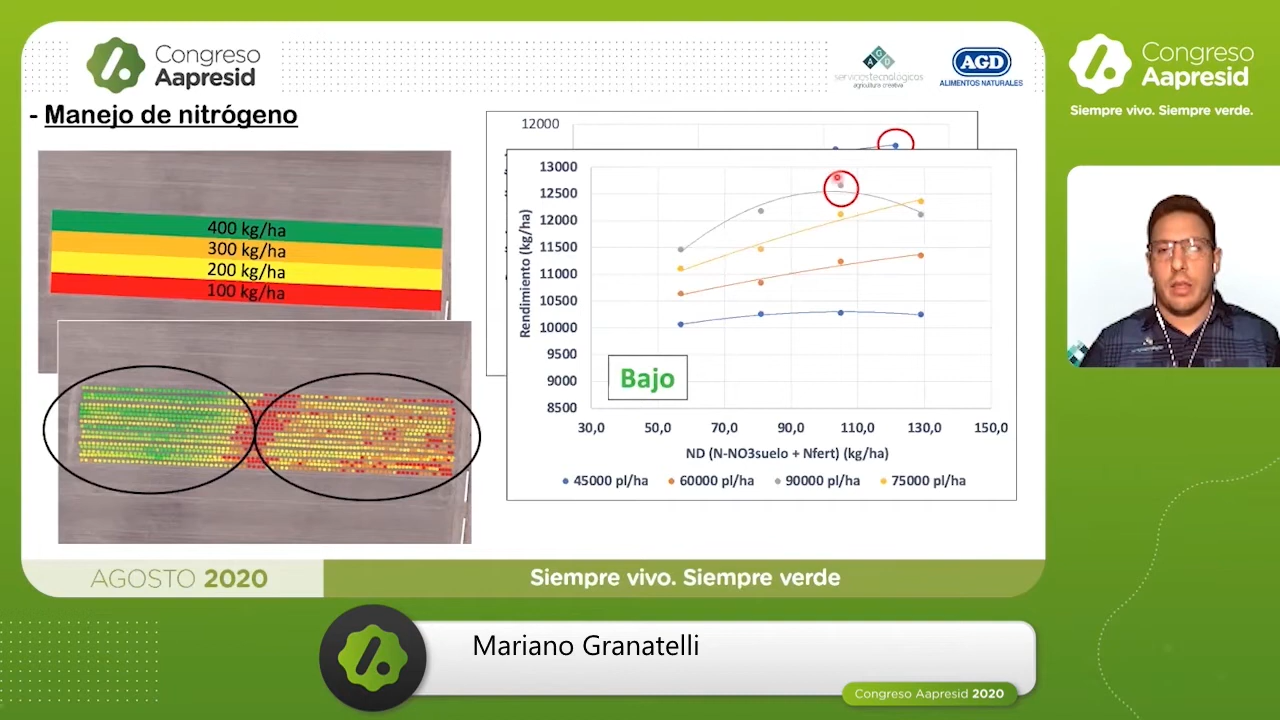 Congreso
Aapresid
serviciostecnológicas
agricultura creativa
AGD
ALIMENTOS NATURALES
Congreso
Aapresid
Siempre vivo. Siempre verde.
- Manejo de nitrógeno
400 kg/ha
300 kg/ha
200 kg/ha
100 kg/ha
12000
13000
12500
12000
11500
11000
10500
10000
9500
9000
8500
Rendimiento (kg/ha)
Bajo
30,0 50,0 70,0 90,0 110,0 130,0 150,0
ND (N-NO3suelo + Nfert) (kg/ha)
45000 pl/ha 60000 pl/ha 90000 pl/ha 75000 pl/ha
AGOSTO 2020
Siempre vivo. Siempre verde
Mariano Granatelli
Congreso Aapresid 2020